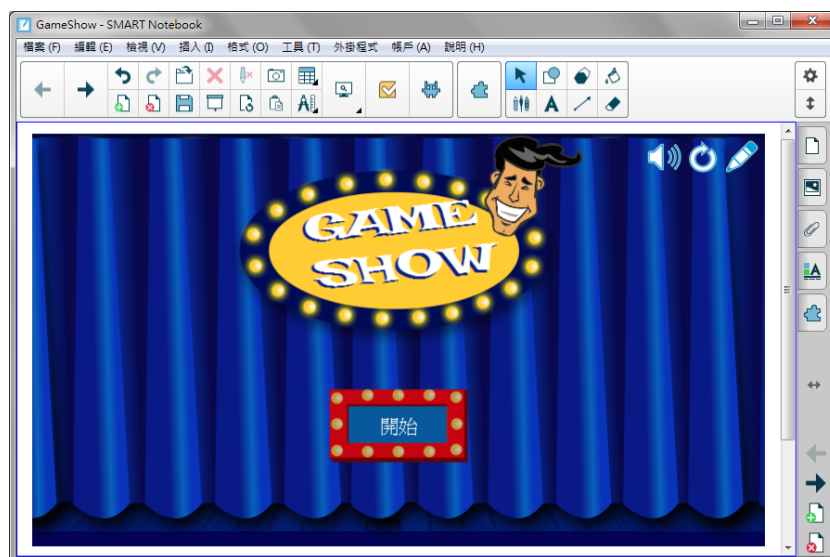 GameShow - SMART Notebook
檔案 (F) 編輯 (E) 檢視 (V) 插入 (I) 格式 (O) 工具 (T) 外掛程式 帳戶 (A) 說明 (H)
GAME
SHOW
開始